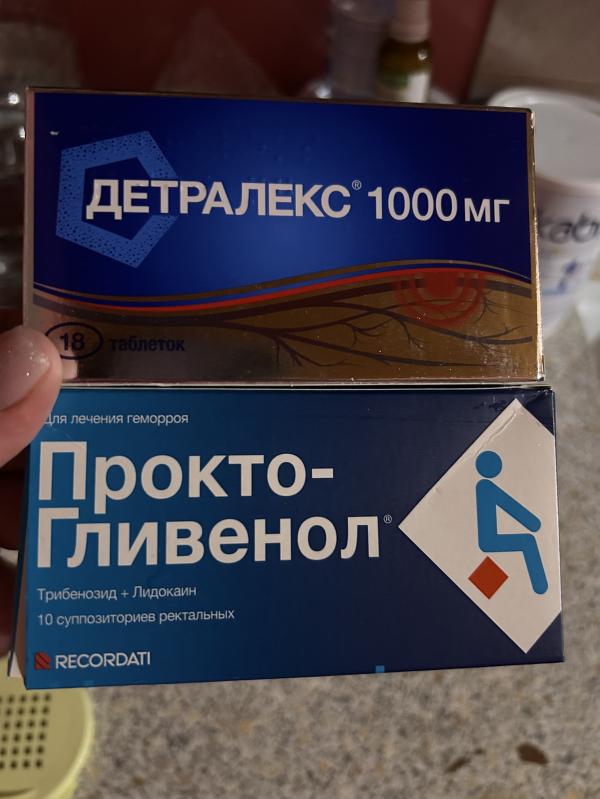 ДЕТРАЛЕКС® 1000 мг
18 таблеток
Для лечения геморроя
Прокто-
Гливенол®
Трибенозид + Лидокаин
10 суппозиториев ректальных
RECORDATI